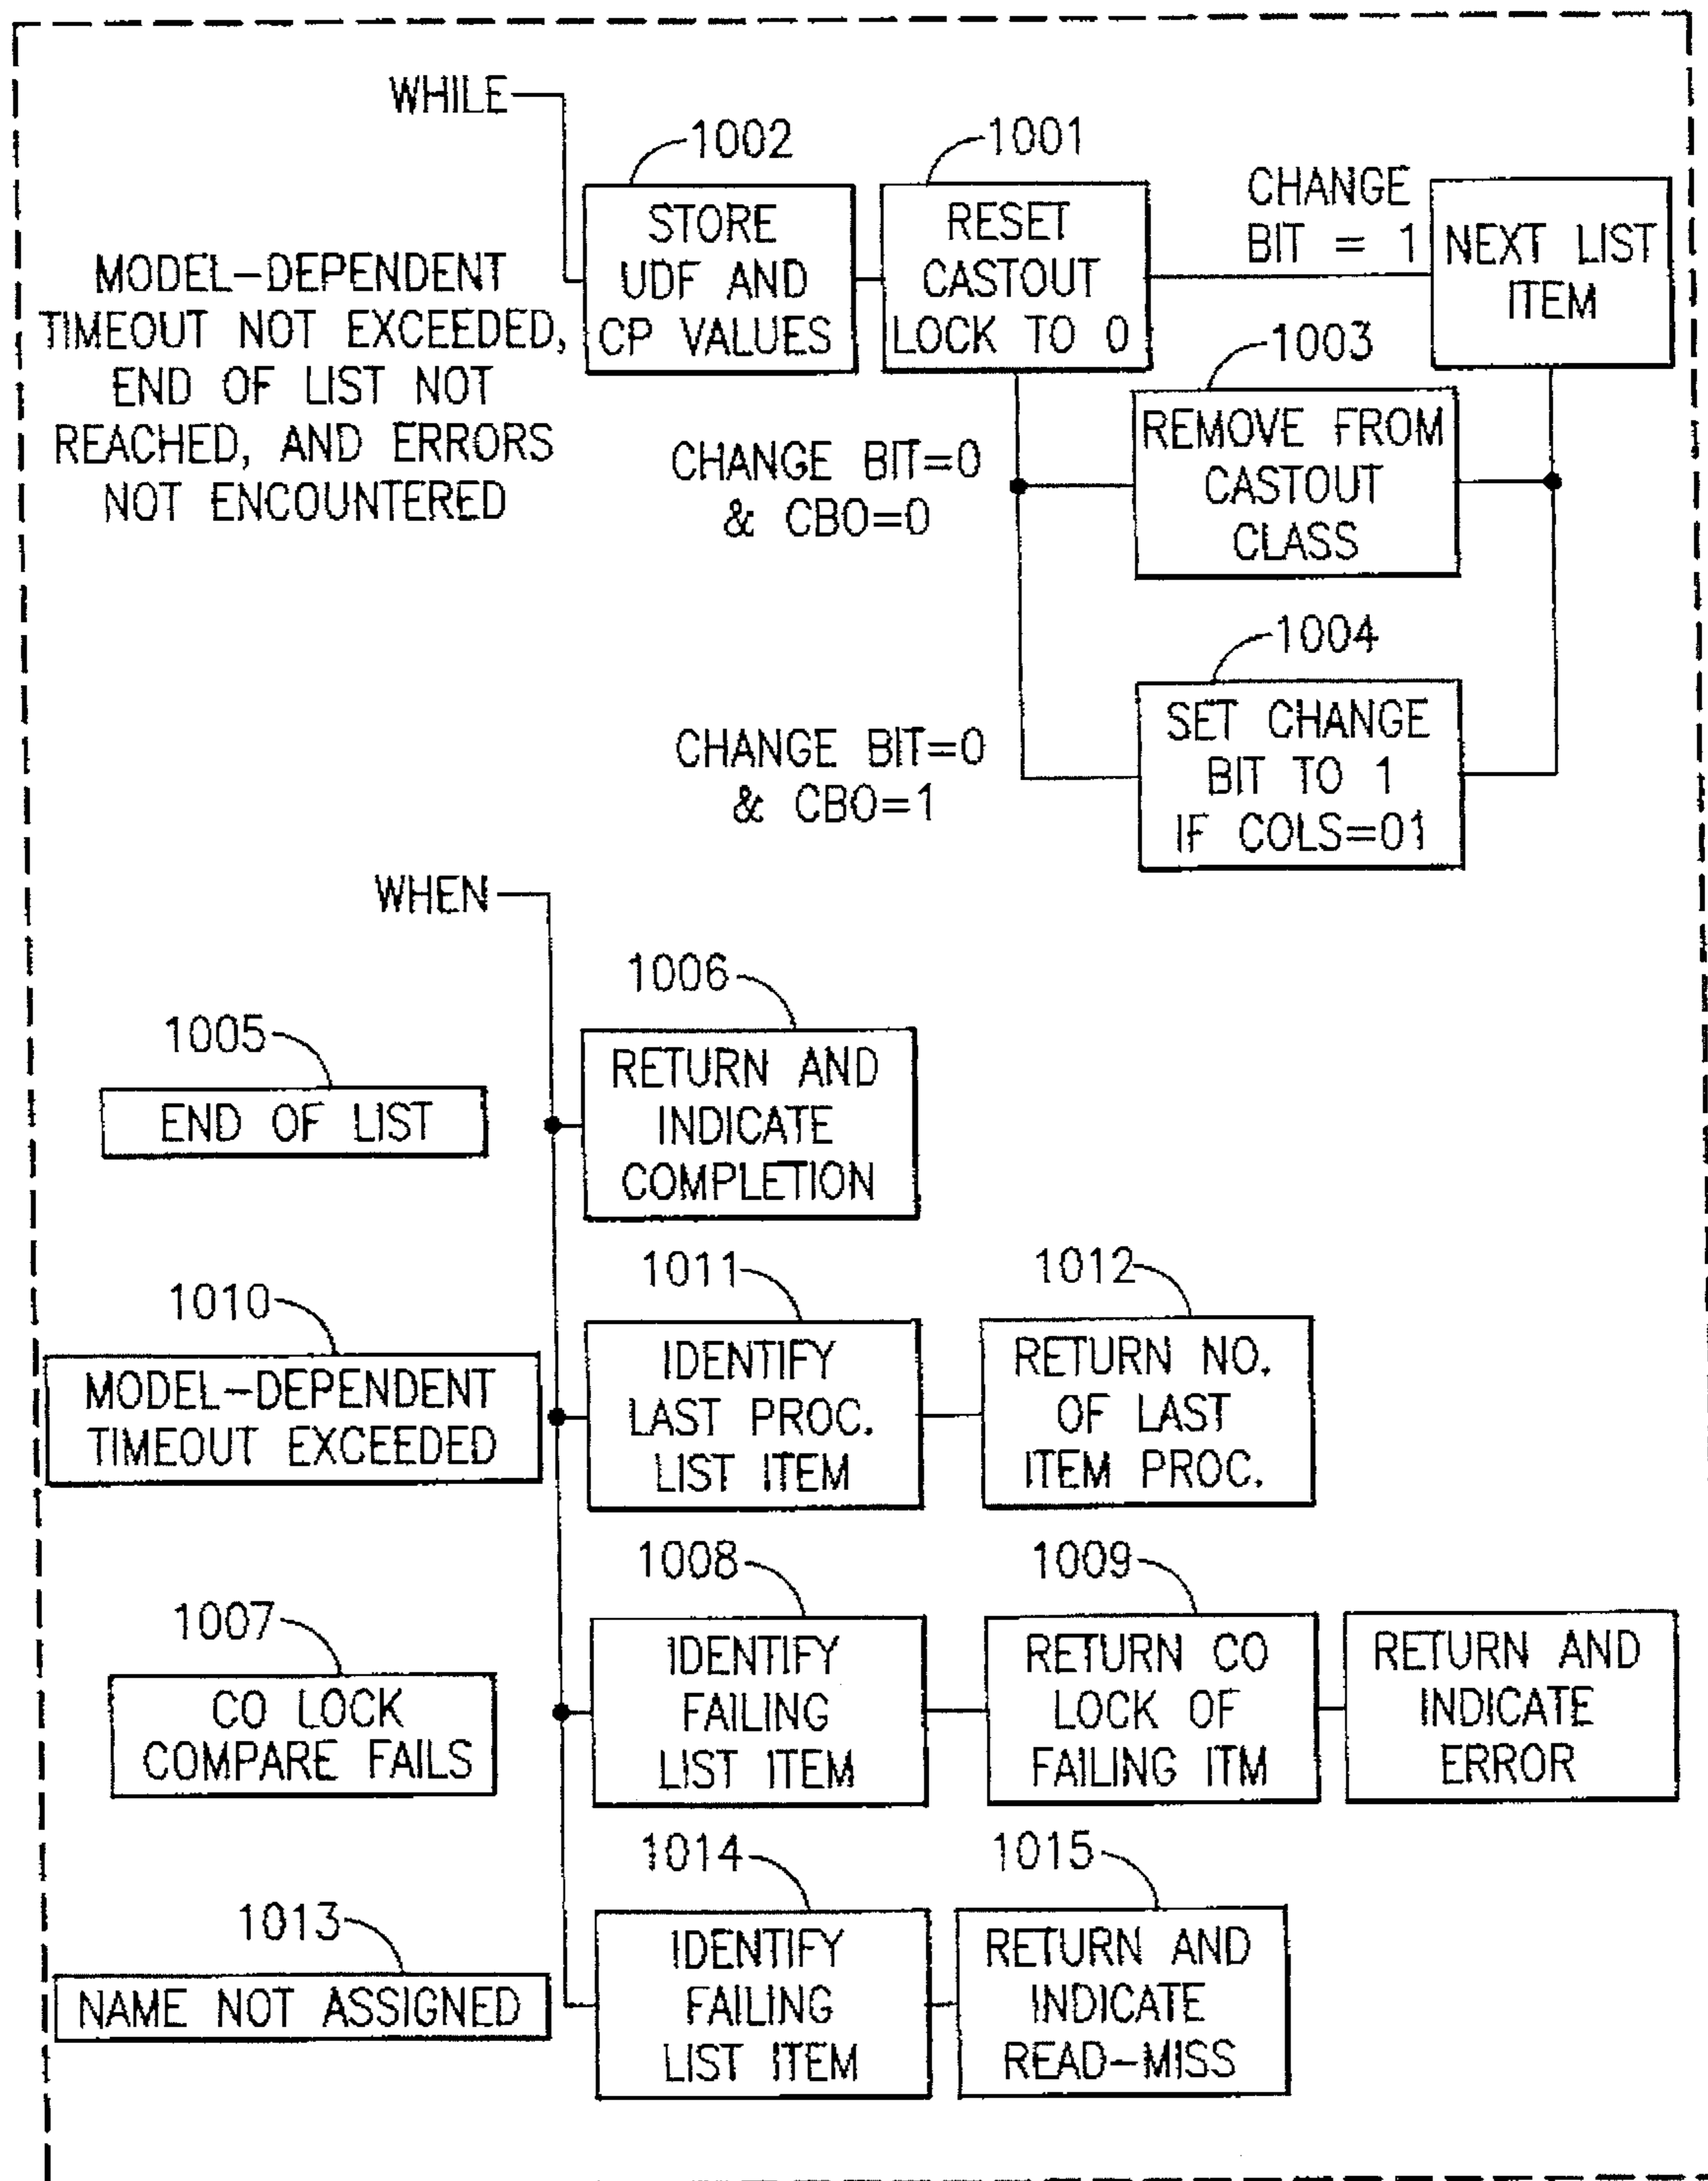 WHILE
1002
1001
STORE
UDF AND
CP VALUES
RESET
CASTOUT
LOCK TO 0
CHANGE
BIT = 1
NEXT LIST
ITEM
MODEL-DEPENDENT
TIMEOUT NOT EXCEEDED,
END OF LIST NOT
REACHED, AND ERRORS
NOT ENCOUNTERED
1003
REMOVE FROM
CASTOUT
CLASS
CHANGE BIT=0
& CBO=0
1004
SET CHANGE
BIT TO 1
IF COLS=01
CHANGE BIT=0
& CBO=1
WHEN
1005
END OF LIST
1006
RETURN AND
INDICATE
COMPLETION
1010
MODEL-DEPENDENT
TIMEOUT EXCEEDED
1011
IDENTIFY
LAST PROC.
LIST ITEM
1012
RETURN NO.
OF LAST
ITEM PROC.
1007
CO LOCK
COMPARE FAILS
1008
IDENTIFY
FAILING
LIST ITEM
1009
RETURN CO
LOCK OF
FAILING ITM
RETURN AND
INDICATE
ERROR
1013
NAME NOT ASSIGNED
1014
IDENTIFY
FAILING
LIST ITEM
1015
RETURN AND
INDICATE
READ-MISS